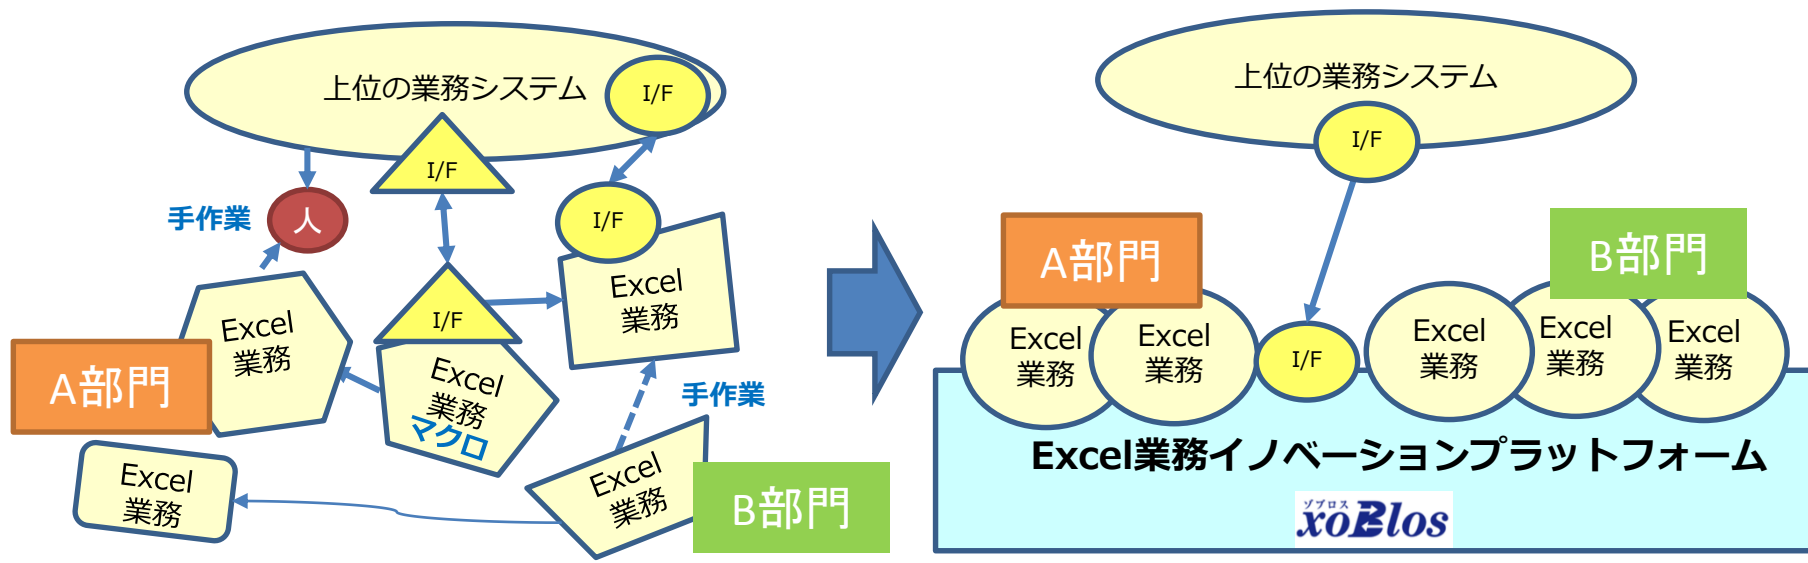 上位の業務システム
I/F
I/F
手作業
人
I/F
Excel
業務
I/F
Excel
業務
A部門
Excel
業務
マクロ
手作業
Excel
業務
Excel
業務
B部門
上位の業務システム
I/F
A部門
B部門
Excel
業務
Excel
業務
I/F
Excel
業務
Excel
業務
Excel
業務
Excel業務イノベーションプラットフォーム
ゾブロス
xoBlos